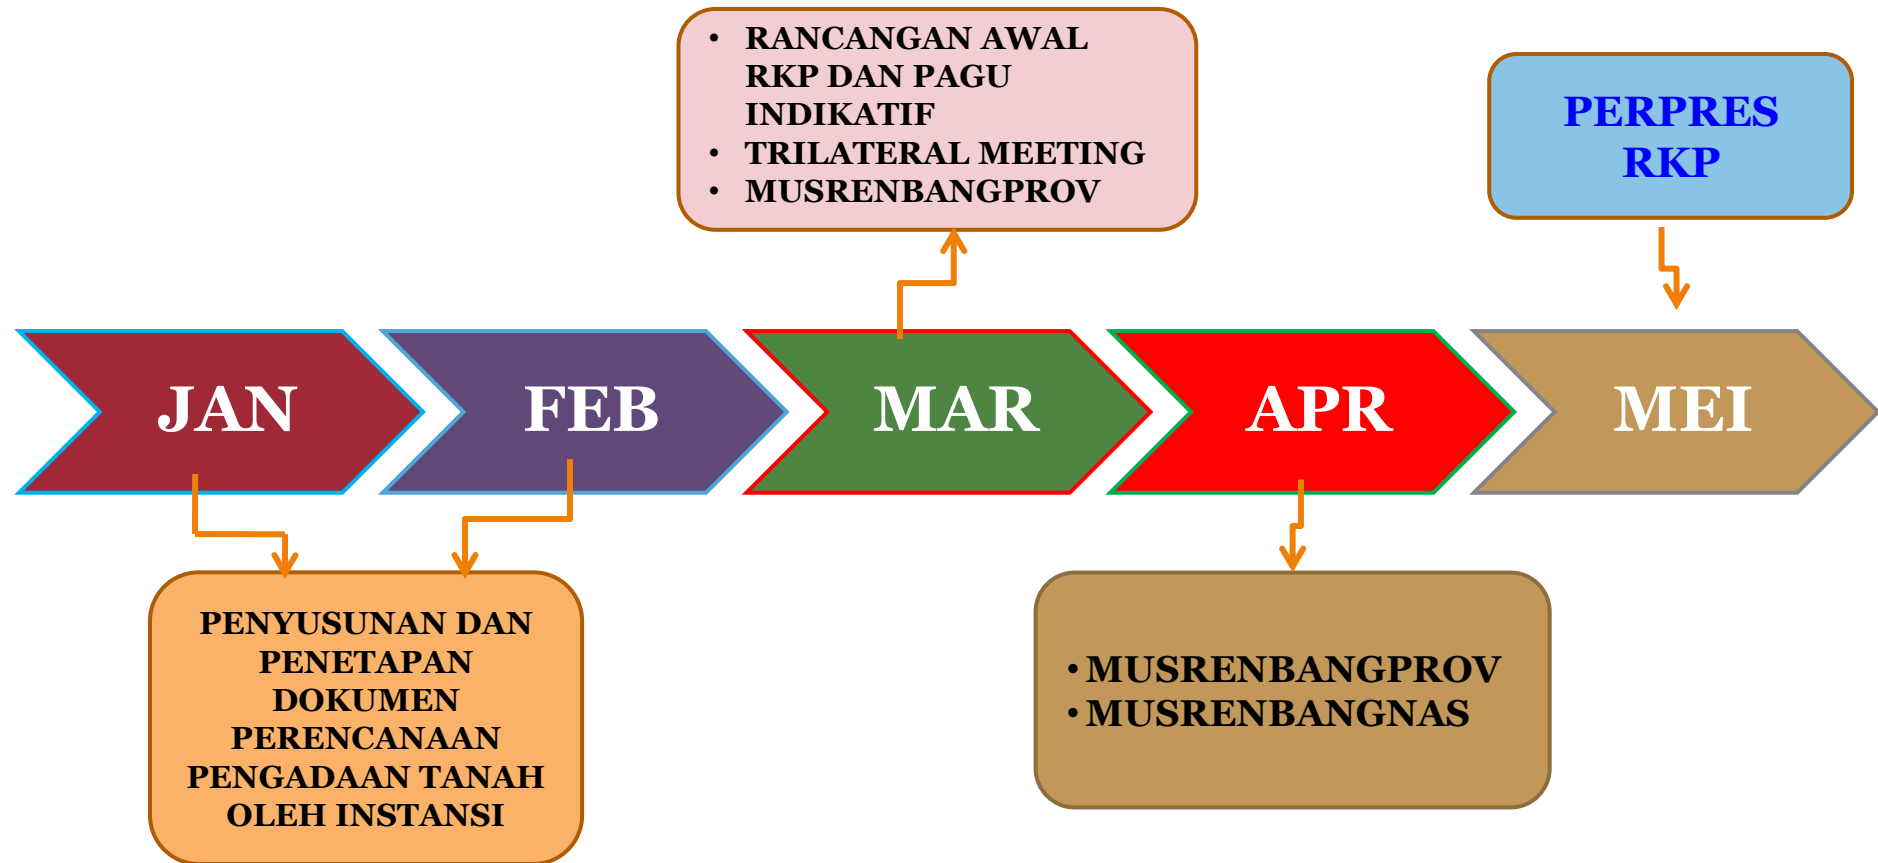 • RANCANGAN AWAL
RKP DAN PAGU
INDIKATIF
• TRILATERAL MEETING
• MUSRENBANGPROV
PERPRES
RKP
JAN
FEB
MAR
APR
MEI
PENYUSUNAN DAN
PENETAPAN
DOKUMEN
PERENCANAAN
PENGADAAN TANAH
OLEH INSTANSI
• MUSRENBANGPROV
• MUSRENBANGNAS